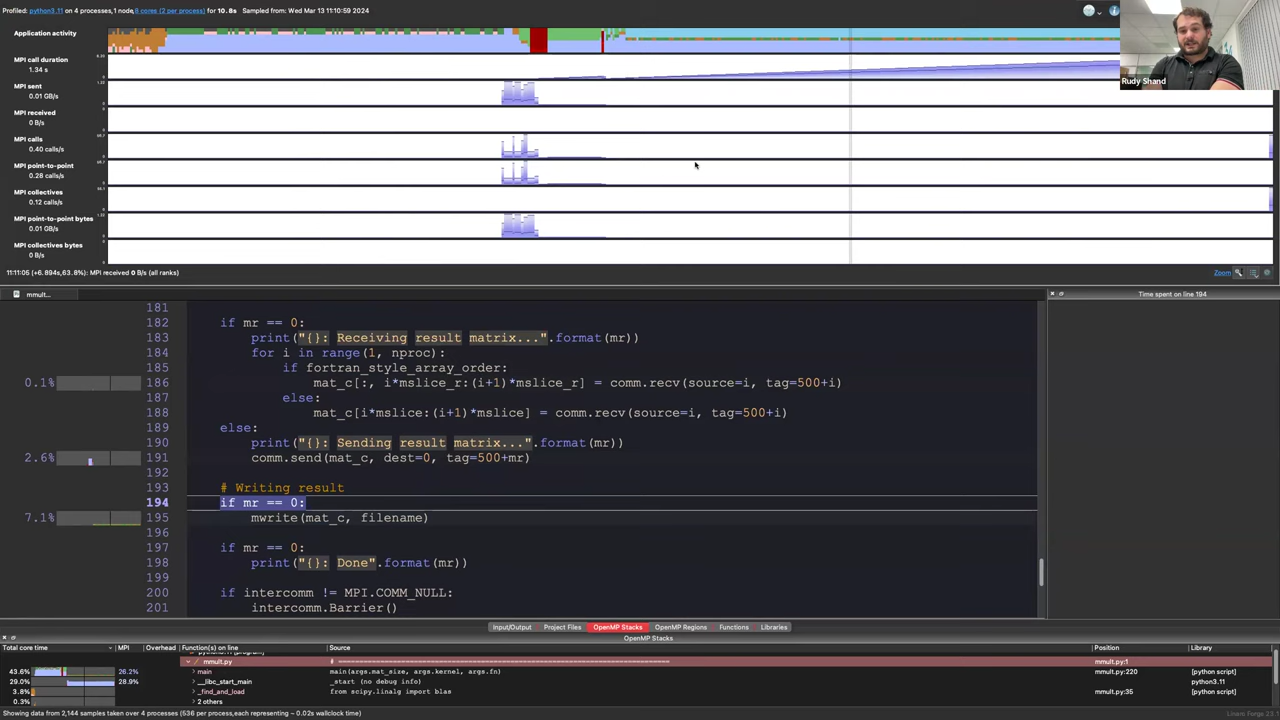 Profiled: python3.11 on 4 processes, 1 node, 8 cores (2 per process) for 10.8s Sampled from: Wed Mar 13 11:10:59 2024
Application activity
MPI call duration
1.34 s
MPI sent
0.01 GB/s
MPI received
0 B/s
MPI calls
0.40 calls/s
MPI point-to-point
0.28 calls/s
MPI collectives
0.12 calls/s
MPI point-to-point bytes
0.01 GB/s
MPI collectives bytes
0 B/s
Rudy Shand
11:11:05 (+6.894s,63.8%): MPI received 0 B/s (all ranks)
Zoom
mmult...
Time spent on line 194
181
182 if mr == 0:
183 print("{}: Receiving result matrix...".format(mr))
184 for i in range(1, nproc):
185 if fortran_style_array_order:
0.1% 186 mat_c[:, i*mslice_r:(i+1)*mslice_r] = comm.recv(source=i, tag=500+i)
187 else:
188 mat_c[i*mslice:(i+1)*mslice] = comm.recv(source=i, tag=500+i)
189 else:
190 print("{}: Sending result matrix...".format(mr))
2.6% 191 comm.send(mat_c, dest=0, tag=500+mr)
192
193 # Writing result
194 if mr == 0:
7.1% 195 mwrite(mat_c, filename)
196
197 if mr == 0:
198 print("{}: Done".format(mr))
199
200 if intercomm != MPI.COMM_NULL:
201 intercomm.Barrier()
Input/Output Project Files OpenMP Stacks OpenMP Regions Functions Libraries
OpenMP Stacks
Total core time MPI Overhead Function(s) on line Source Position Library
mmult.py mmult.py:1 [python script]
43.6% 26.2% main main(args.mat_size, args.kernel, args.fn) mmult.py:220 [python script]
29.0% 28.9% __libc_start_main _start (no debug info) python3.11
3.8% _find_and_load from scipy.linalg import blas mmult.py:35 [python script]
0.3% 2 others
Showing data from 2,144 samples taken over 4 processes (536 per process, each representing ~ 0.02s wallclock time)